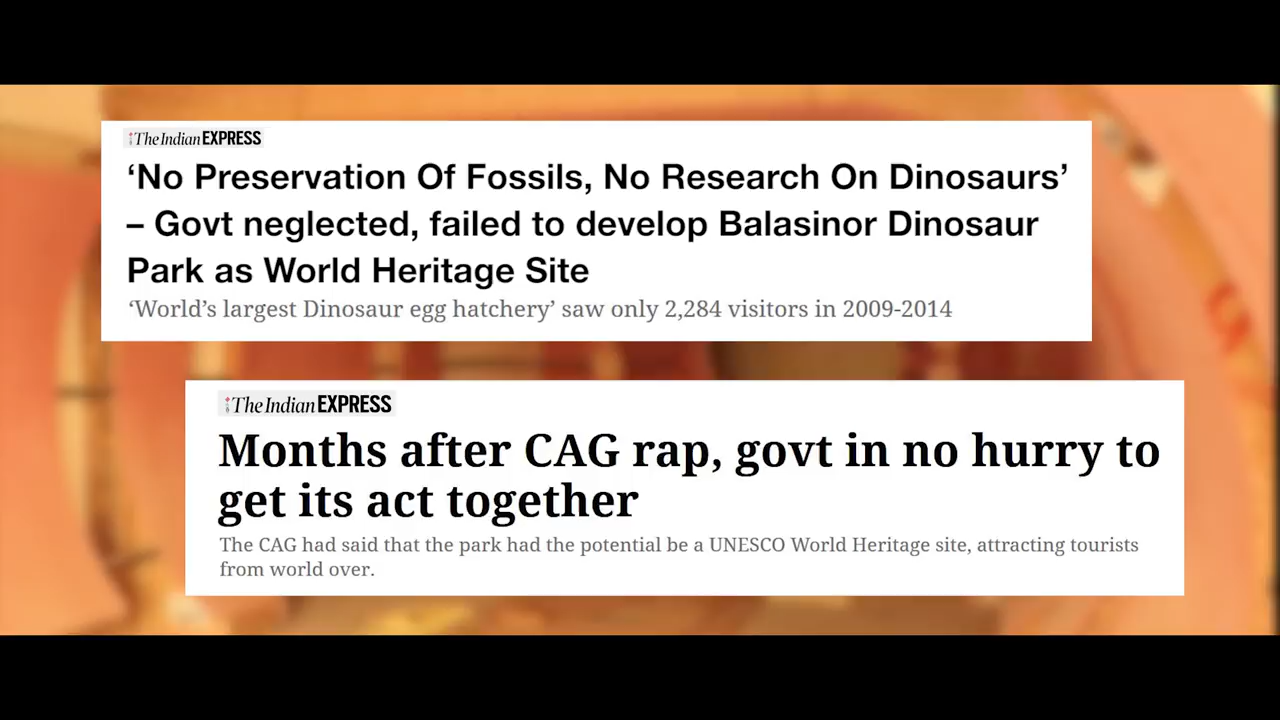 The Indian EXPRESS
‘No Preservation Of Fossils, No Research On Dinosaurs’
– Govt neglected, failed to develop Balasinor Dinosaur
Park as World Heritage Site
‘World’s largest Dinosaur egg hatchery’ saw only 2,284 visitors in 2009-2014
The Indian EXPRESS
Months after CAG rap, govt in no hurry to
get its act together
The CAG had said that the park had the potential be a UNESCO World Heritage site, attracting tourists
from world over.